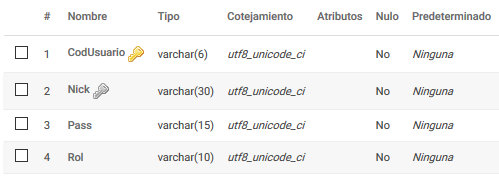 # Nombre Tipo Cotejamiento Atributos Nulo Predeterminado
1 CodUsuario varchar(6) utf8_unicode_ci No Ninguna
2 Nick varchar(30) utf8_unicode_ci No Ninguna
3 Pass varchar(15) utf8_unicode_ci No Ninguna
4 Rol varchar(10) utf8_unicode_ci No Ninguna